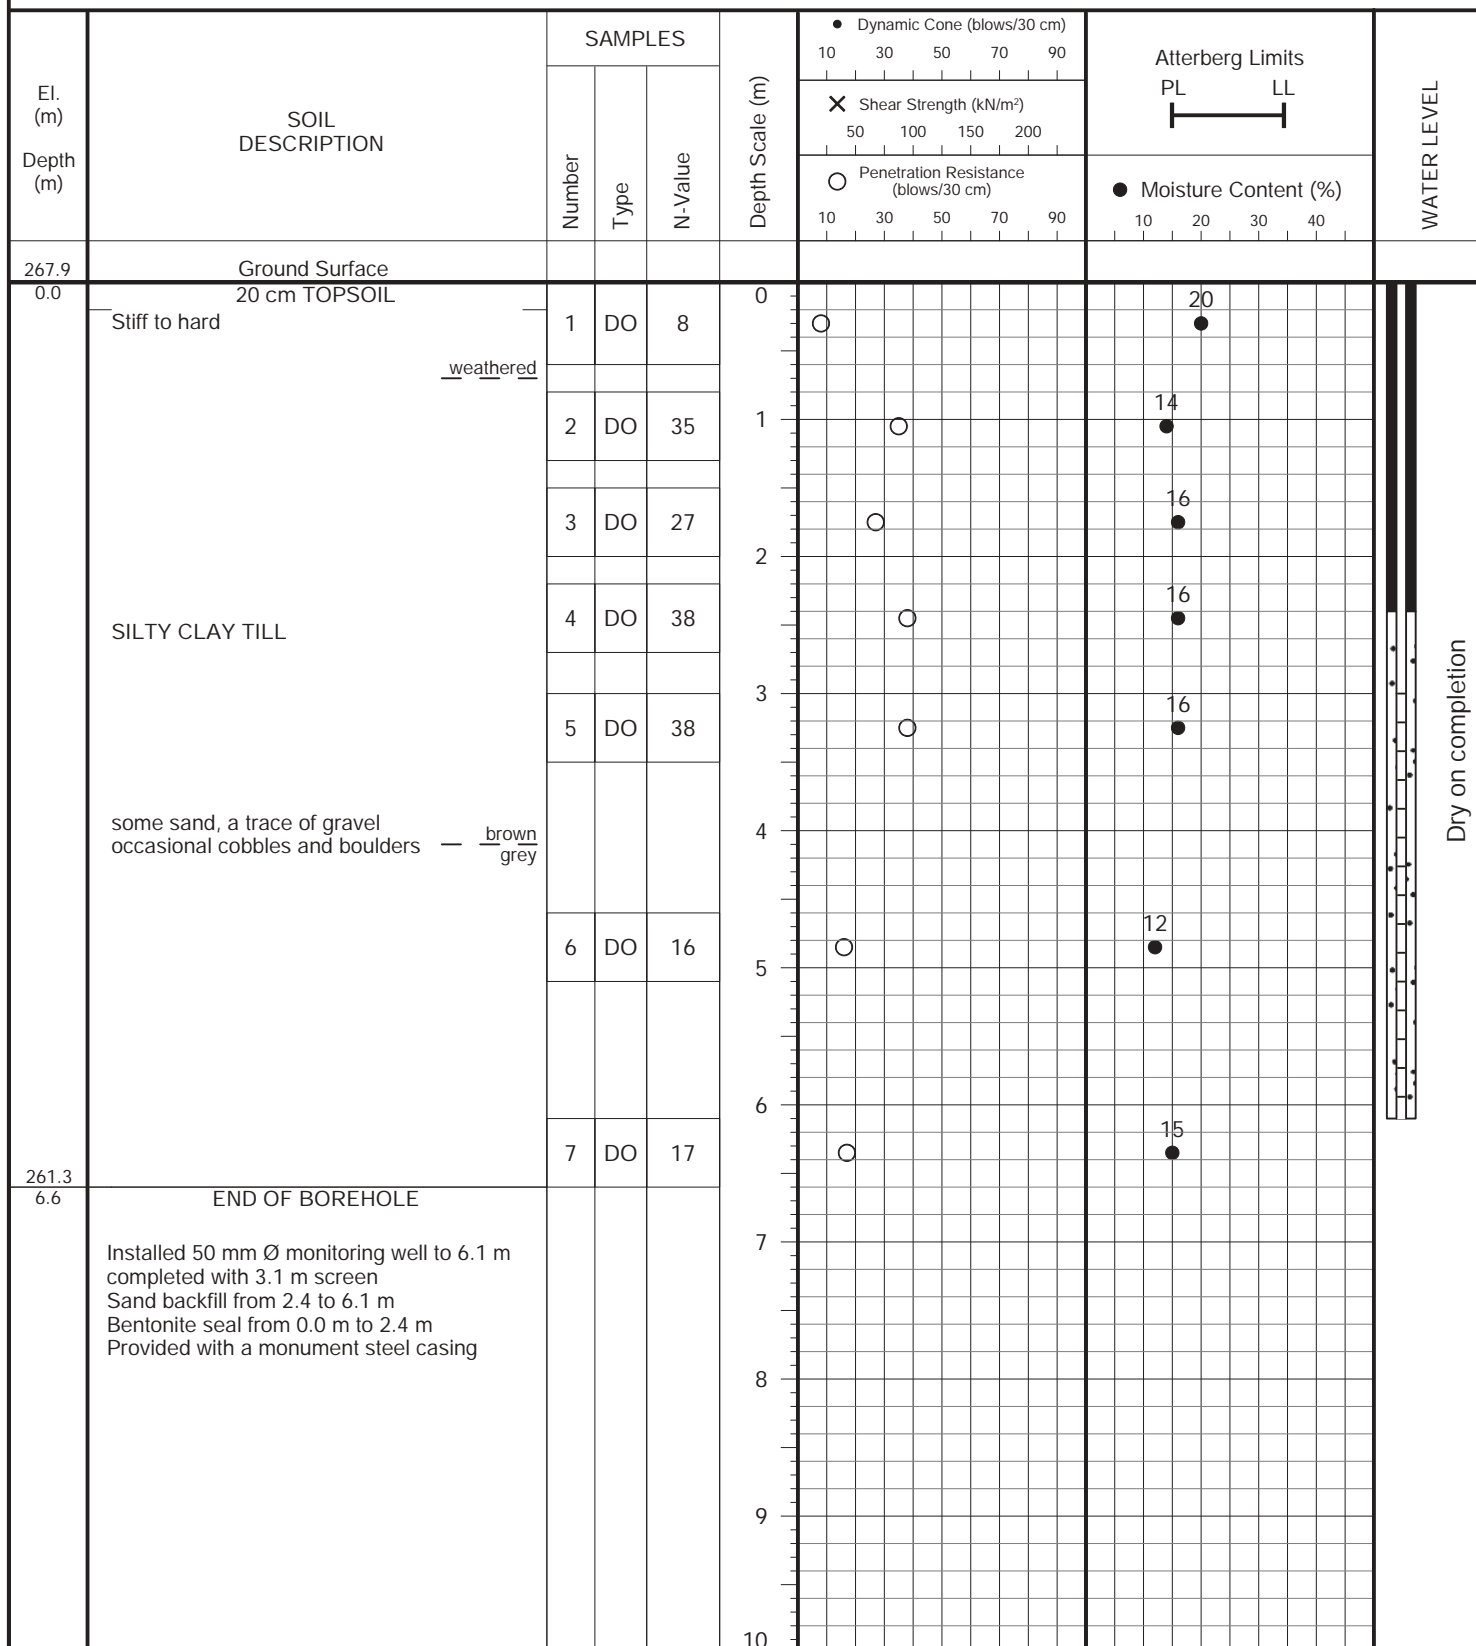 El.
(m)
Depth
(m)
SOIL
DESCRIPTION
SAMPLES
Number
Type
N-Value
Depth Scale (m)
Dynamic Cone (blows/30 cm)
10 30 50 70 90
Shear Strength (kN/m²)
50 100 150 200
Penetration Resistance
(blows/30 cm)
10 30 50 70 90
Atterberg Limits
PL LL
Moisture Content (%)
10 20 30 40
WATER LEVEL
267.9 Ground Surface
0.0 20 cm TOPSOIL 0
20
Stiff to hard 1 DO 8
weathered
14
2 DO 35 1
16
3 DO 27
2
16
4 DO 38
SILTY CLAY TILL
3
16
5 DO 38
Dry on completion
some sand, a trace of gravel
brown
4
occasional cobbles and boulders
grey
12
6 DO 16
5
6
15
7 DO 17
261.3
6.6 END OF BOREHOLE
7
Installed 50 mm Ø monitoring well to 6.1 m
completed with 3.1 m screen
Sand backfill from 2.4 to 6.1 m
Bentonite seal from 0.0 m to 2.4 m
Provided with a monument steel casing
8
9
10